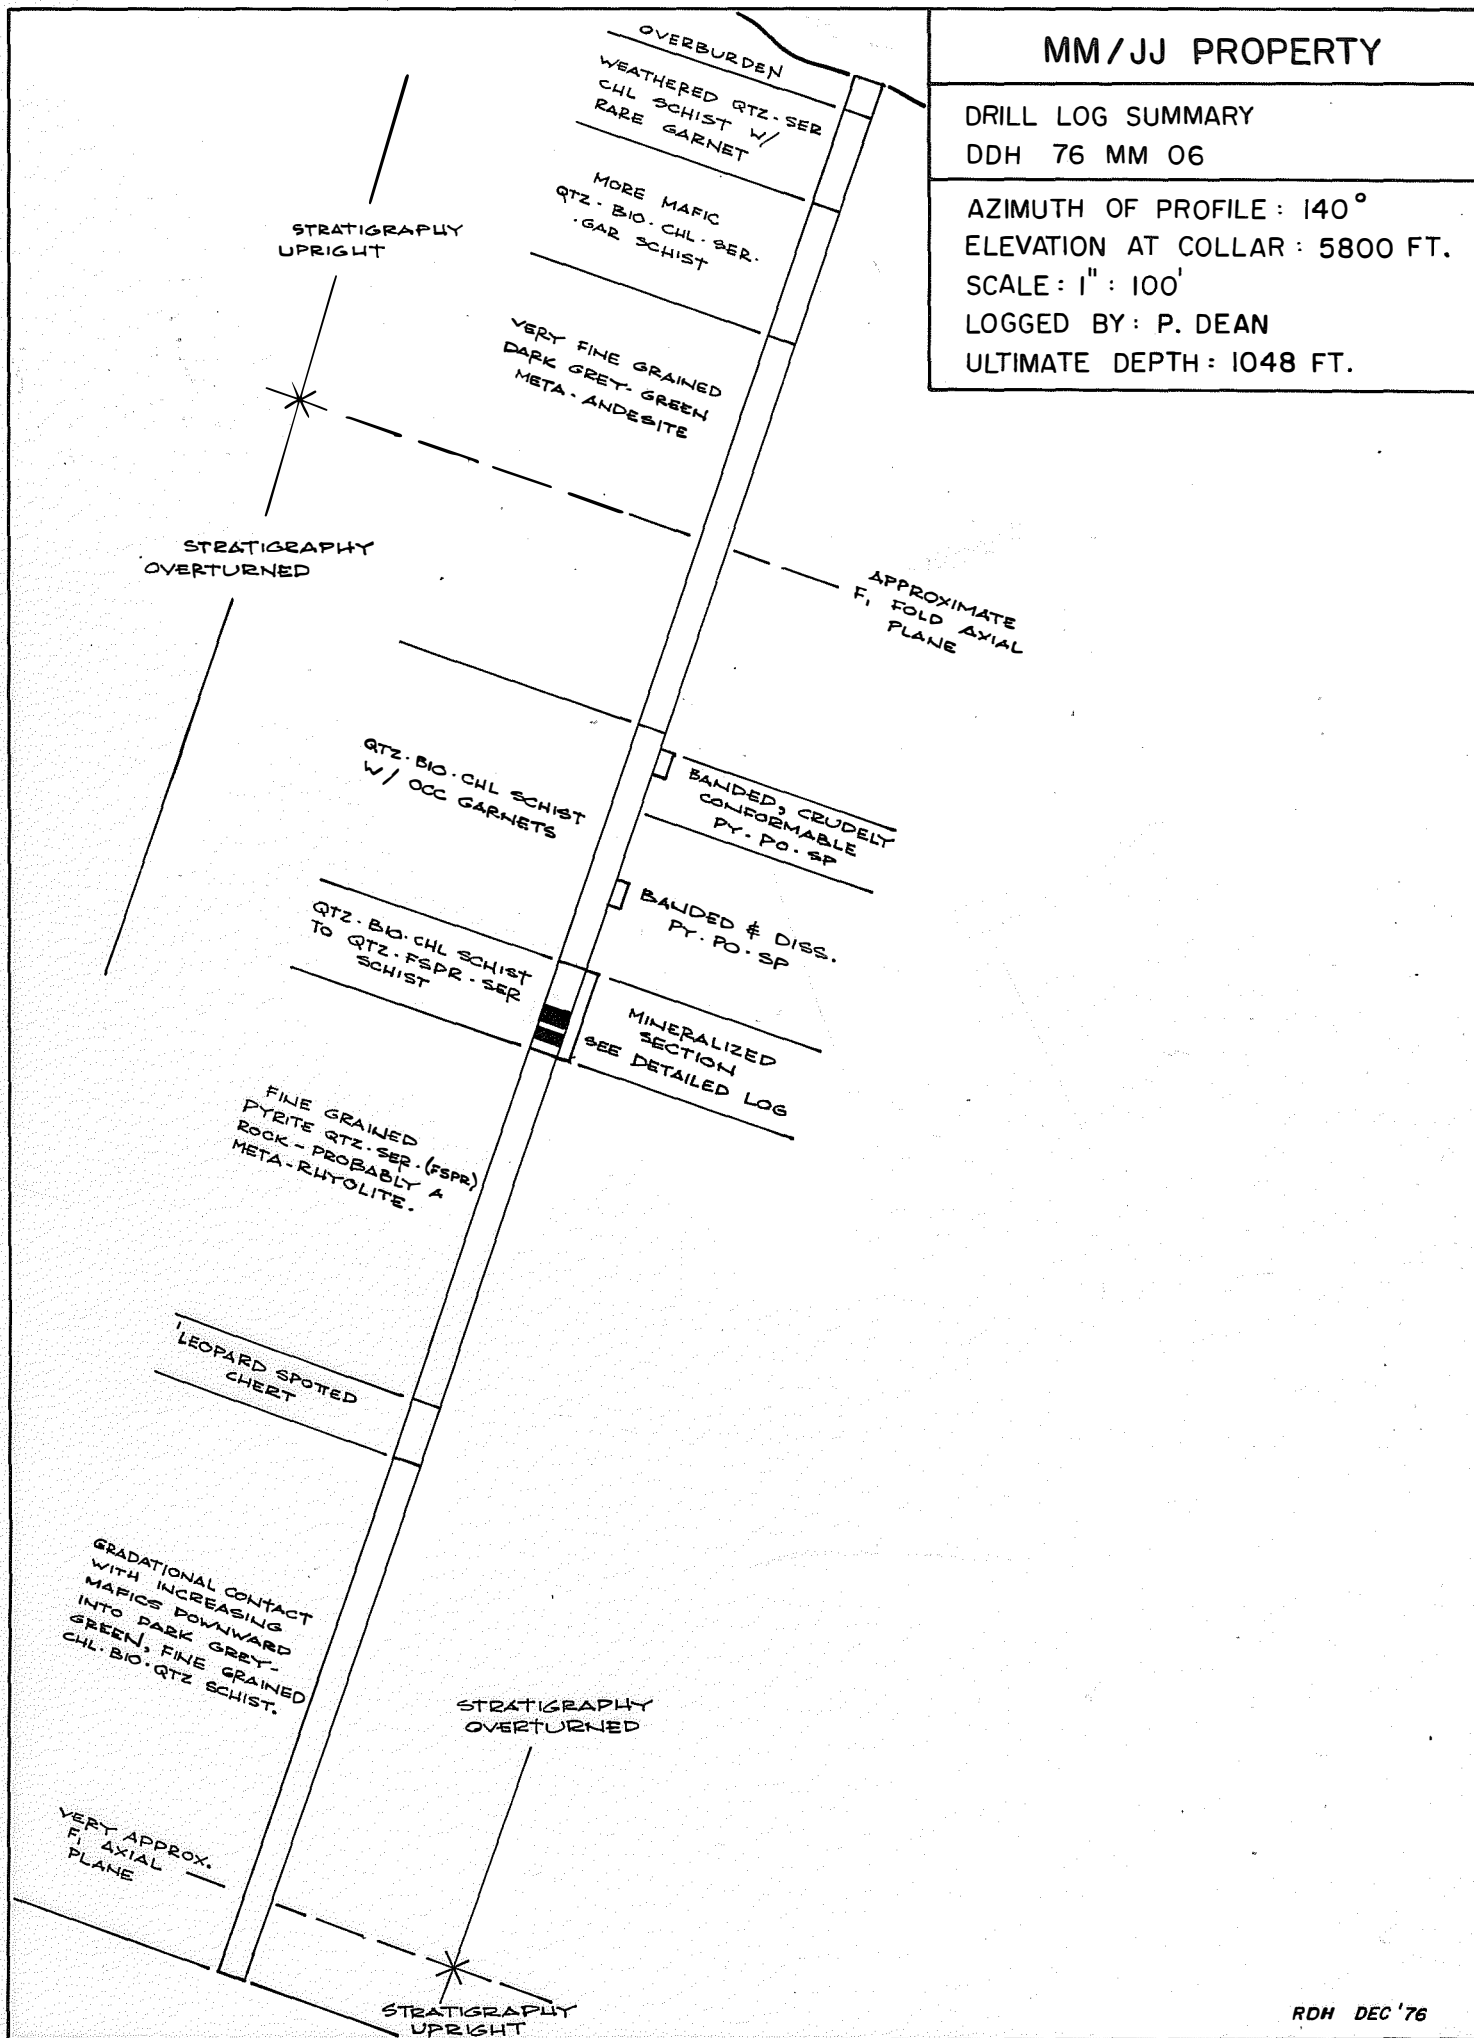 MM/JJ PROPERTY
DRILL LOG SUMMARY
DDH 76 MM 06
AZIMUTH OF PROFILE : 140°
ELEVATION AT COLLAR : 5800 FT.
SCALE : 1" : 100'
LOGGED BY : P. DEAN
ULTIMATE DEPTH : 1048 FT.
OVERBURDEN
WEATHERED QTZ-SER
CHL SCHIST W/
RARE GARNET
MORE MAFIC
QTZ-BIO-CHL-SER-
-GAR SCHIST
STRATIGRAPHY
UPRIGHT
VERY FINE GRAINED
DARK GREY-GREEN
META-ANDESITE
STRATIGRAPHY
OVERTURNED
APPROXIMATE
F1 FOLD AXIAL
PLANE
QTZ-BIO-CHL SCHIST
W/ OCC GARNETS
BANDED, CRUDELY
CONFORMABLE
PY-PO-SP
BANDED & DISS.
PY-PO-SP
QTZ-BIO-CHL SCHIST
TO QTZ-FSPR-SER
SCHIST
MINERALIZED
SECTION
SEE DETAILED LOG
FINE GRAINED
PYRITE QTZ-SER-(FSPR)
ROCK - PROBABLY A
META-RHYOLITE.
LEOPARD SPOTTED
CHERT
GRADATIONAL CONTACT
WITH INCREASING
MAFICS DOWNWARD
INTO DARK GREY-
GREEN, FINE GRAINED
CHL-BIO-QTZ SCHIST.
STRATIGRAPHY
OVERTURNED
VERY APPROX.
F1 AXIAL
PLANE
STRATIGRAPHY
UPRIGHT
RDH DEC '76